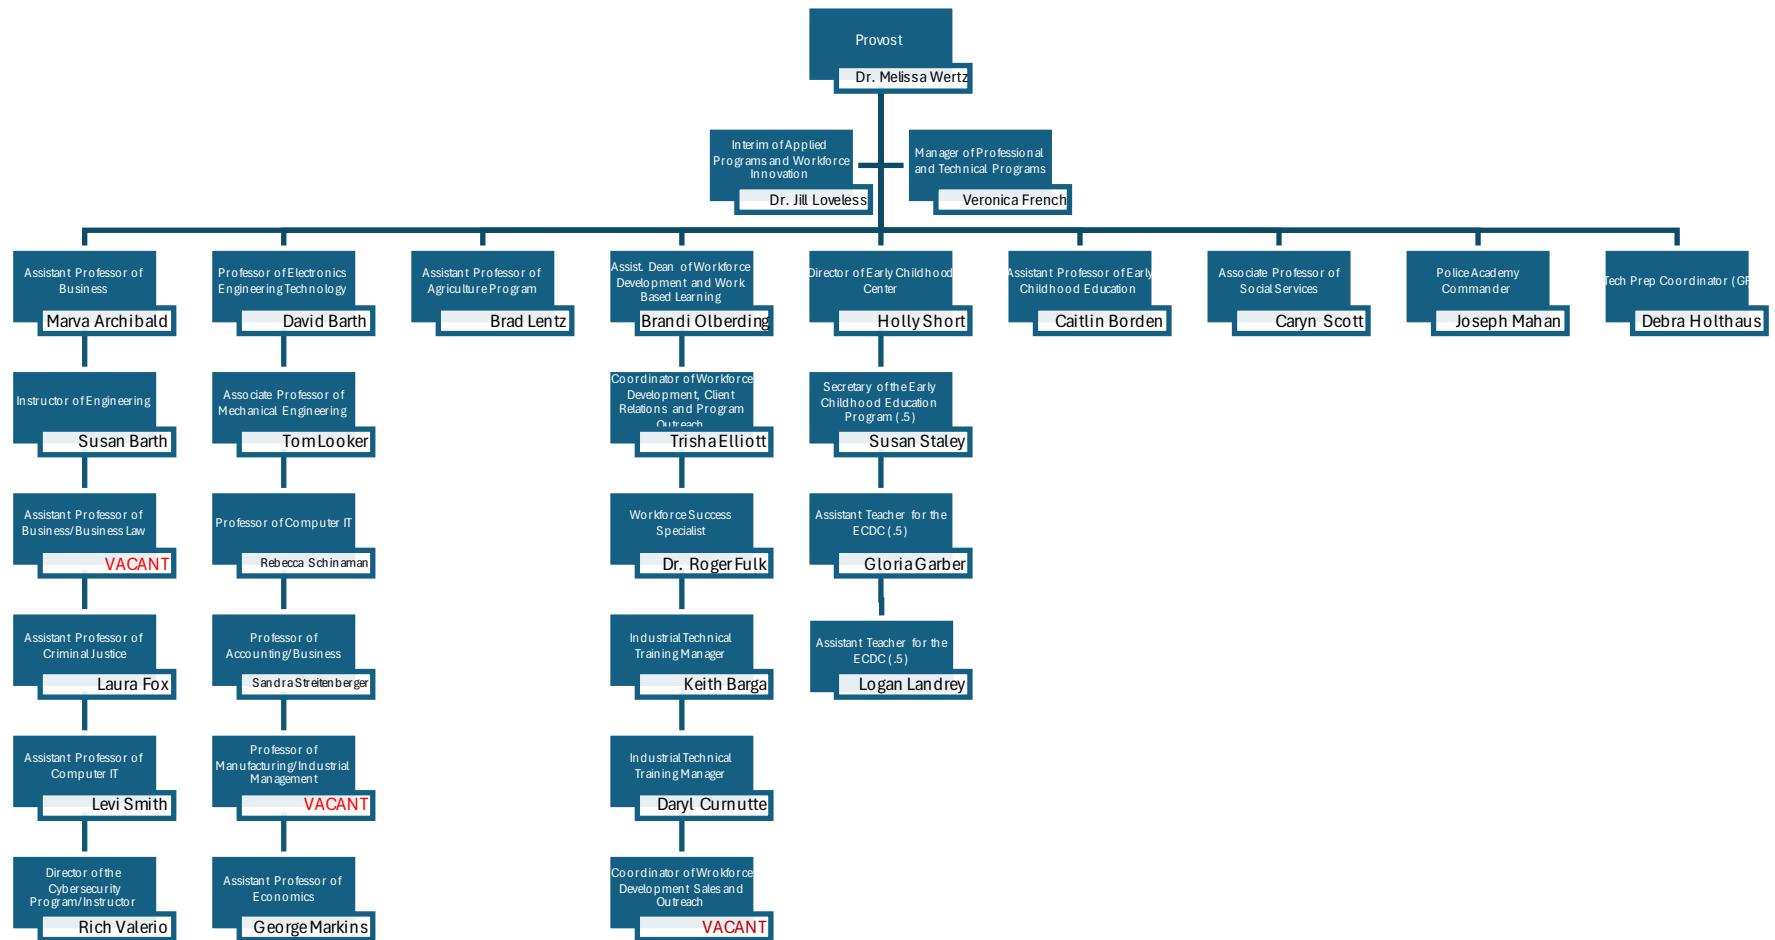 Provost
Dr. Melissa Wertz
Interim of Applied
Programs and Workforce
Innovation
Dr. Jill Loveless
Manager of Professional
and Technical Programs
Veronica French
Assistant Professor of
Business
Marva Archibald
Professor of Electronics
Engineering Technology
David Barth
Assistant Professor of
Agriculture Program
Brad Lentz
Assist. Dean of Workforce
Development and Work
Based Learning
Brandi Olberding
Director of Early Childhood
Center
Holly Short
Assistant Professor of Early
Childhood Education
Caitlin Borden
Associate Professor of
Social Services
Caryn Scott
Police Academy
Commander
Joseph Mahan
Tech Prep Coordinator (GF
Debra Holthaus
Instructor of Engineering
Susan Barth
Associate Professor of
Mechanical Engineering
Tom Looker
Coordinator of Workforce
Development, Client
Relations and Program
Outreach
Trisha Elliott
Secretary of the Early
Childhood Education
Program (.5)
Susan Staley
Assistant Professor of
Business/Business Law
VACANT
Professor of Computer IT
Rebecca Schinaman
Workforce Success
Specialist
Dr. Roger Fulk
Assistant Teacher for the
ECDC (.5)
Gloria Garber
Assistant Professor of
Criminal Justice
Laura Fox
Professor of
Accounting/Business
Sandra Streitenberger
Industrial Technical
Training Manager
Keith Barga
Assistant Teacher for the
ECDC (.5)
Logan Landrey
Assistant Professor of
Computer IT
Levi Smith
Professor of
Manufacturing/Industrial
Management
VACANT
Industrial Technical
Training Manager
Daryl Curnutte
Director of the
Cybersecurity
Program/Instructor
Rich Valerio
Assistant Professor of
Economics
George Markins
Coordinator of Wrokforce
Development Sales and
Outreach
VACANT